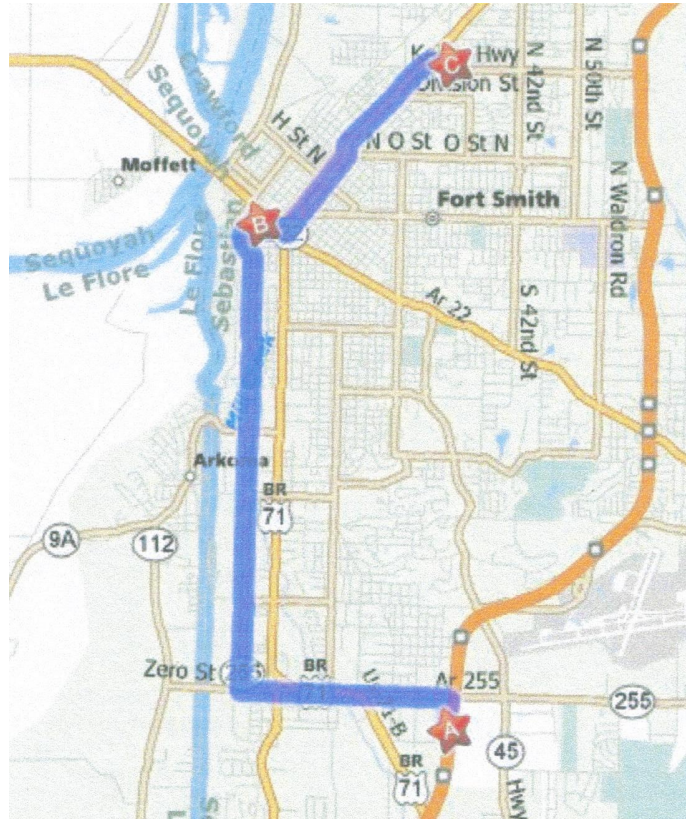 K
C
Hwy
Division St
N 42nd St
N 50th St
Crawford
Sequoyah
H St N
N O St
O St N
Moffett
N Waldron Rd
B
Fort Smith
Sequoyah
Le Flore
Le Flore
Sebastian
Ar 22
S 42nd St
Arkoma
BR
71
9A
112
Zero St
255
BR
71
Ar 255
255
A
45
BR
71
Hwy